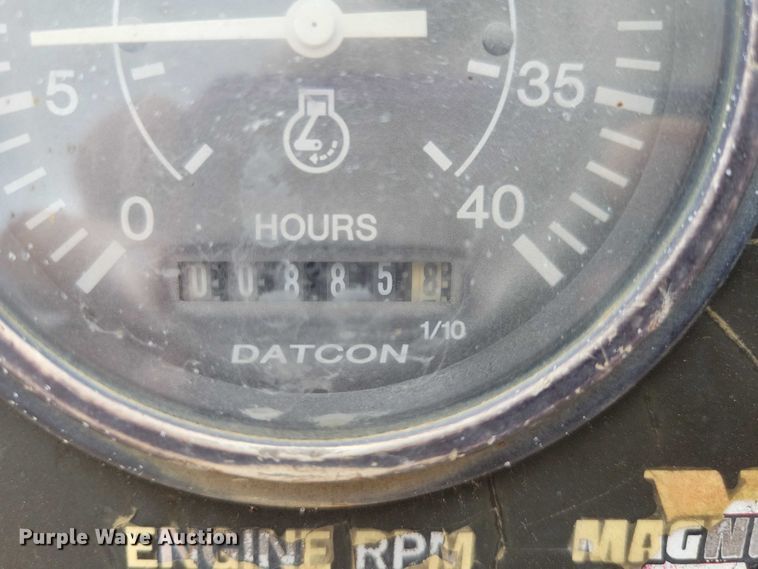 5 35
0 40
HOURS
0 0 8 8 5 8
1/10
DATCON
Purple Wave Auction
ENGINE RPM